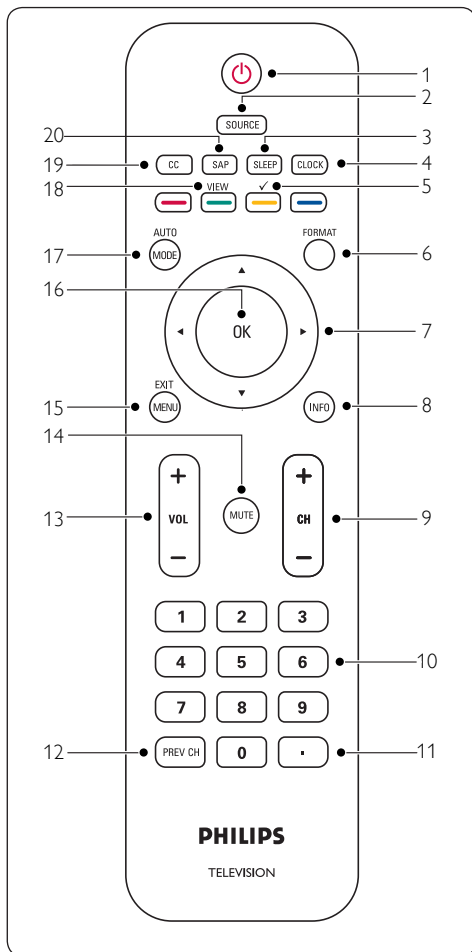 1
2
SOURCE
20 3
19 CC SAP SLEEP CLOCK 4
18 VIEW ✓ 5
AUTO FORMAT
17 MODE 6
16
OK 7
EXIT
15 MENU INFO 8
14
+ +
13 VOL MUTE CH 9
− −
1 2 3
4 5 6 10
7 8 9
12 PREV CH 0 . 11
PHILIPS
TELEVISION